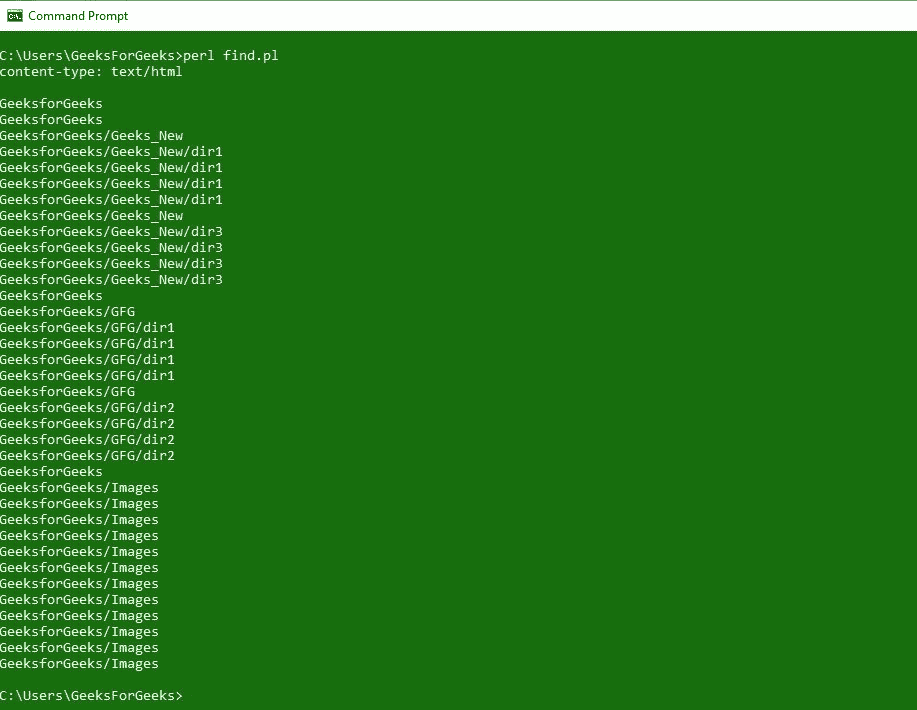 Command Prompt
C:\Users\GeeksForGeeks>perl find.pl
content-type: text/html
GeeksforGeeks
GeeksforGeeks
GeeksforGeeks/Geeks_New
GeeksforGeeks/Geeks_New/dir1
GeeksforGeeks/Geeks_New/dir1
GeeksforGeeks/Geeks_New/dir1
GeeksforGeeks/Geeks_New/dir1
GeeksforGeeks/Geeks_New
GeeksforGeeks/Geeks_New/dir3
GeeksforGeeks/Geeks_New/dir3
GeeksforGeeks/Geeks_New/dir3
GeeksforGeeks/Geeks_New/dir3
GeeksforGeeks
GeeksforGeeks/GFG
GeeksforGeeks/GFG/dir1
GeeksforGeeks/GFG/dir1
GeeksforGeeks/GFG/dir1
GeeksforGeeks/GFG/dir1
GeeksforGeeks/GFG
GeeksforGeeks/GFG/dir2
GeeksforGeeks/GFG/dir2
GeeksforGeeks/GFG/dir2
GeeksforGeeks/GFG/dir2
GeeksforGeeks
GeeksforGeeks/Images
GeeksforGeeks/Images
GeeksforGeeks/Images
GeeksforGeeks/Images
GeeksforGeeks/Images
GeeksforGeeks/Images
GeeksforGeeks/Images
GeeksforGeeks/Images
GeeksforGeeks/Images
GeeksforGeeks/Images
GeeksforGeeks/Images
GeeksforGeeks/Images
C:\Users\GeeksForGeeks>